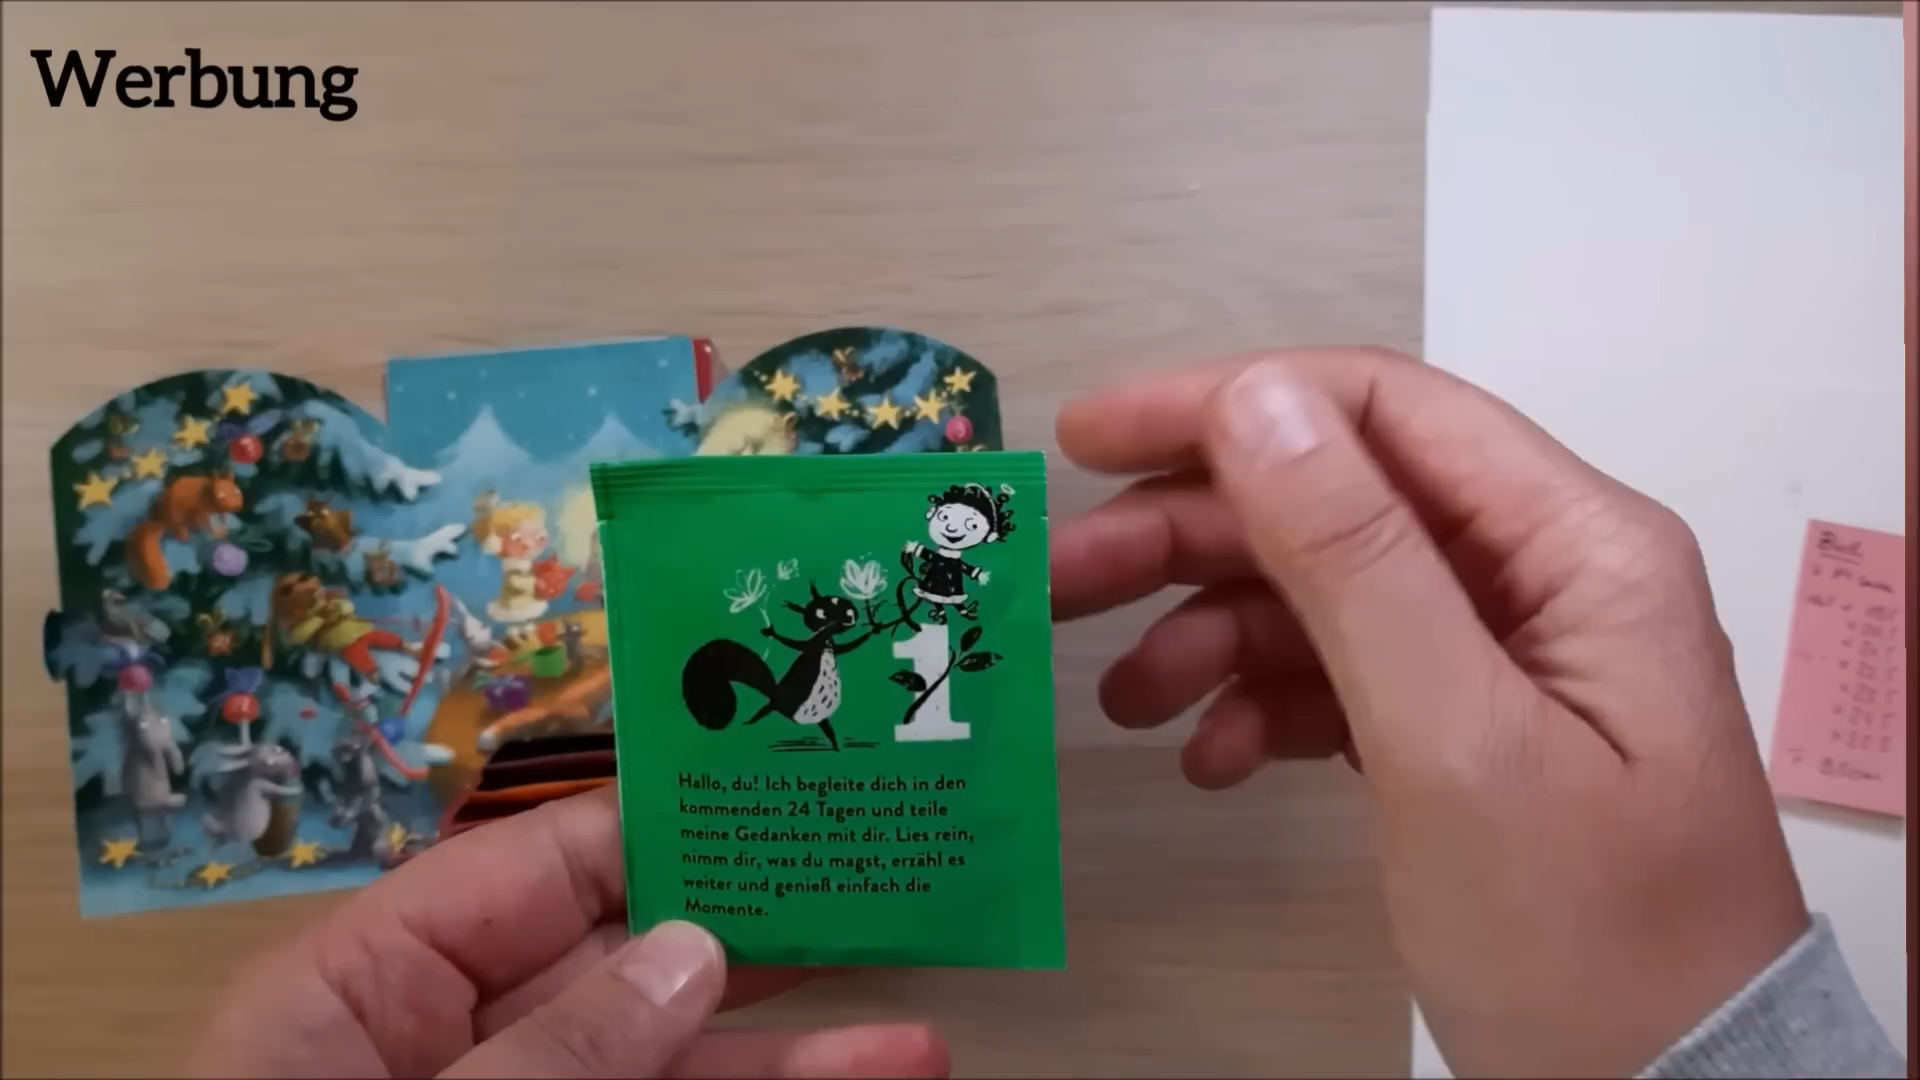 Werbung
1
Hallo, du! Ich begleite dich in den
kommenden 24 Tagen und teile
meine Gedanken mit dir. Lies rein,
nimm dir, was du magst, erzähl es
weiter und genieß einfach die
Momente.